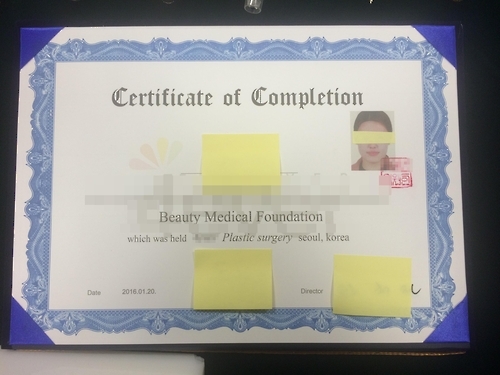 Certificate of Completion
Beauty Medical Foundation
which was held Plastic surgery seoul, korea
Date 2016.01.20. Director